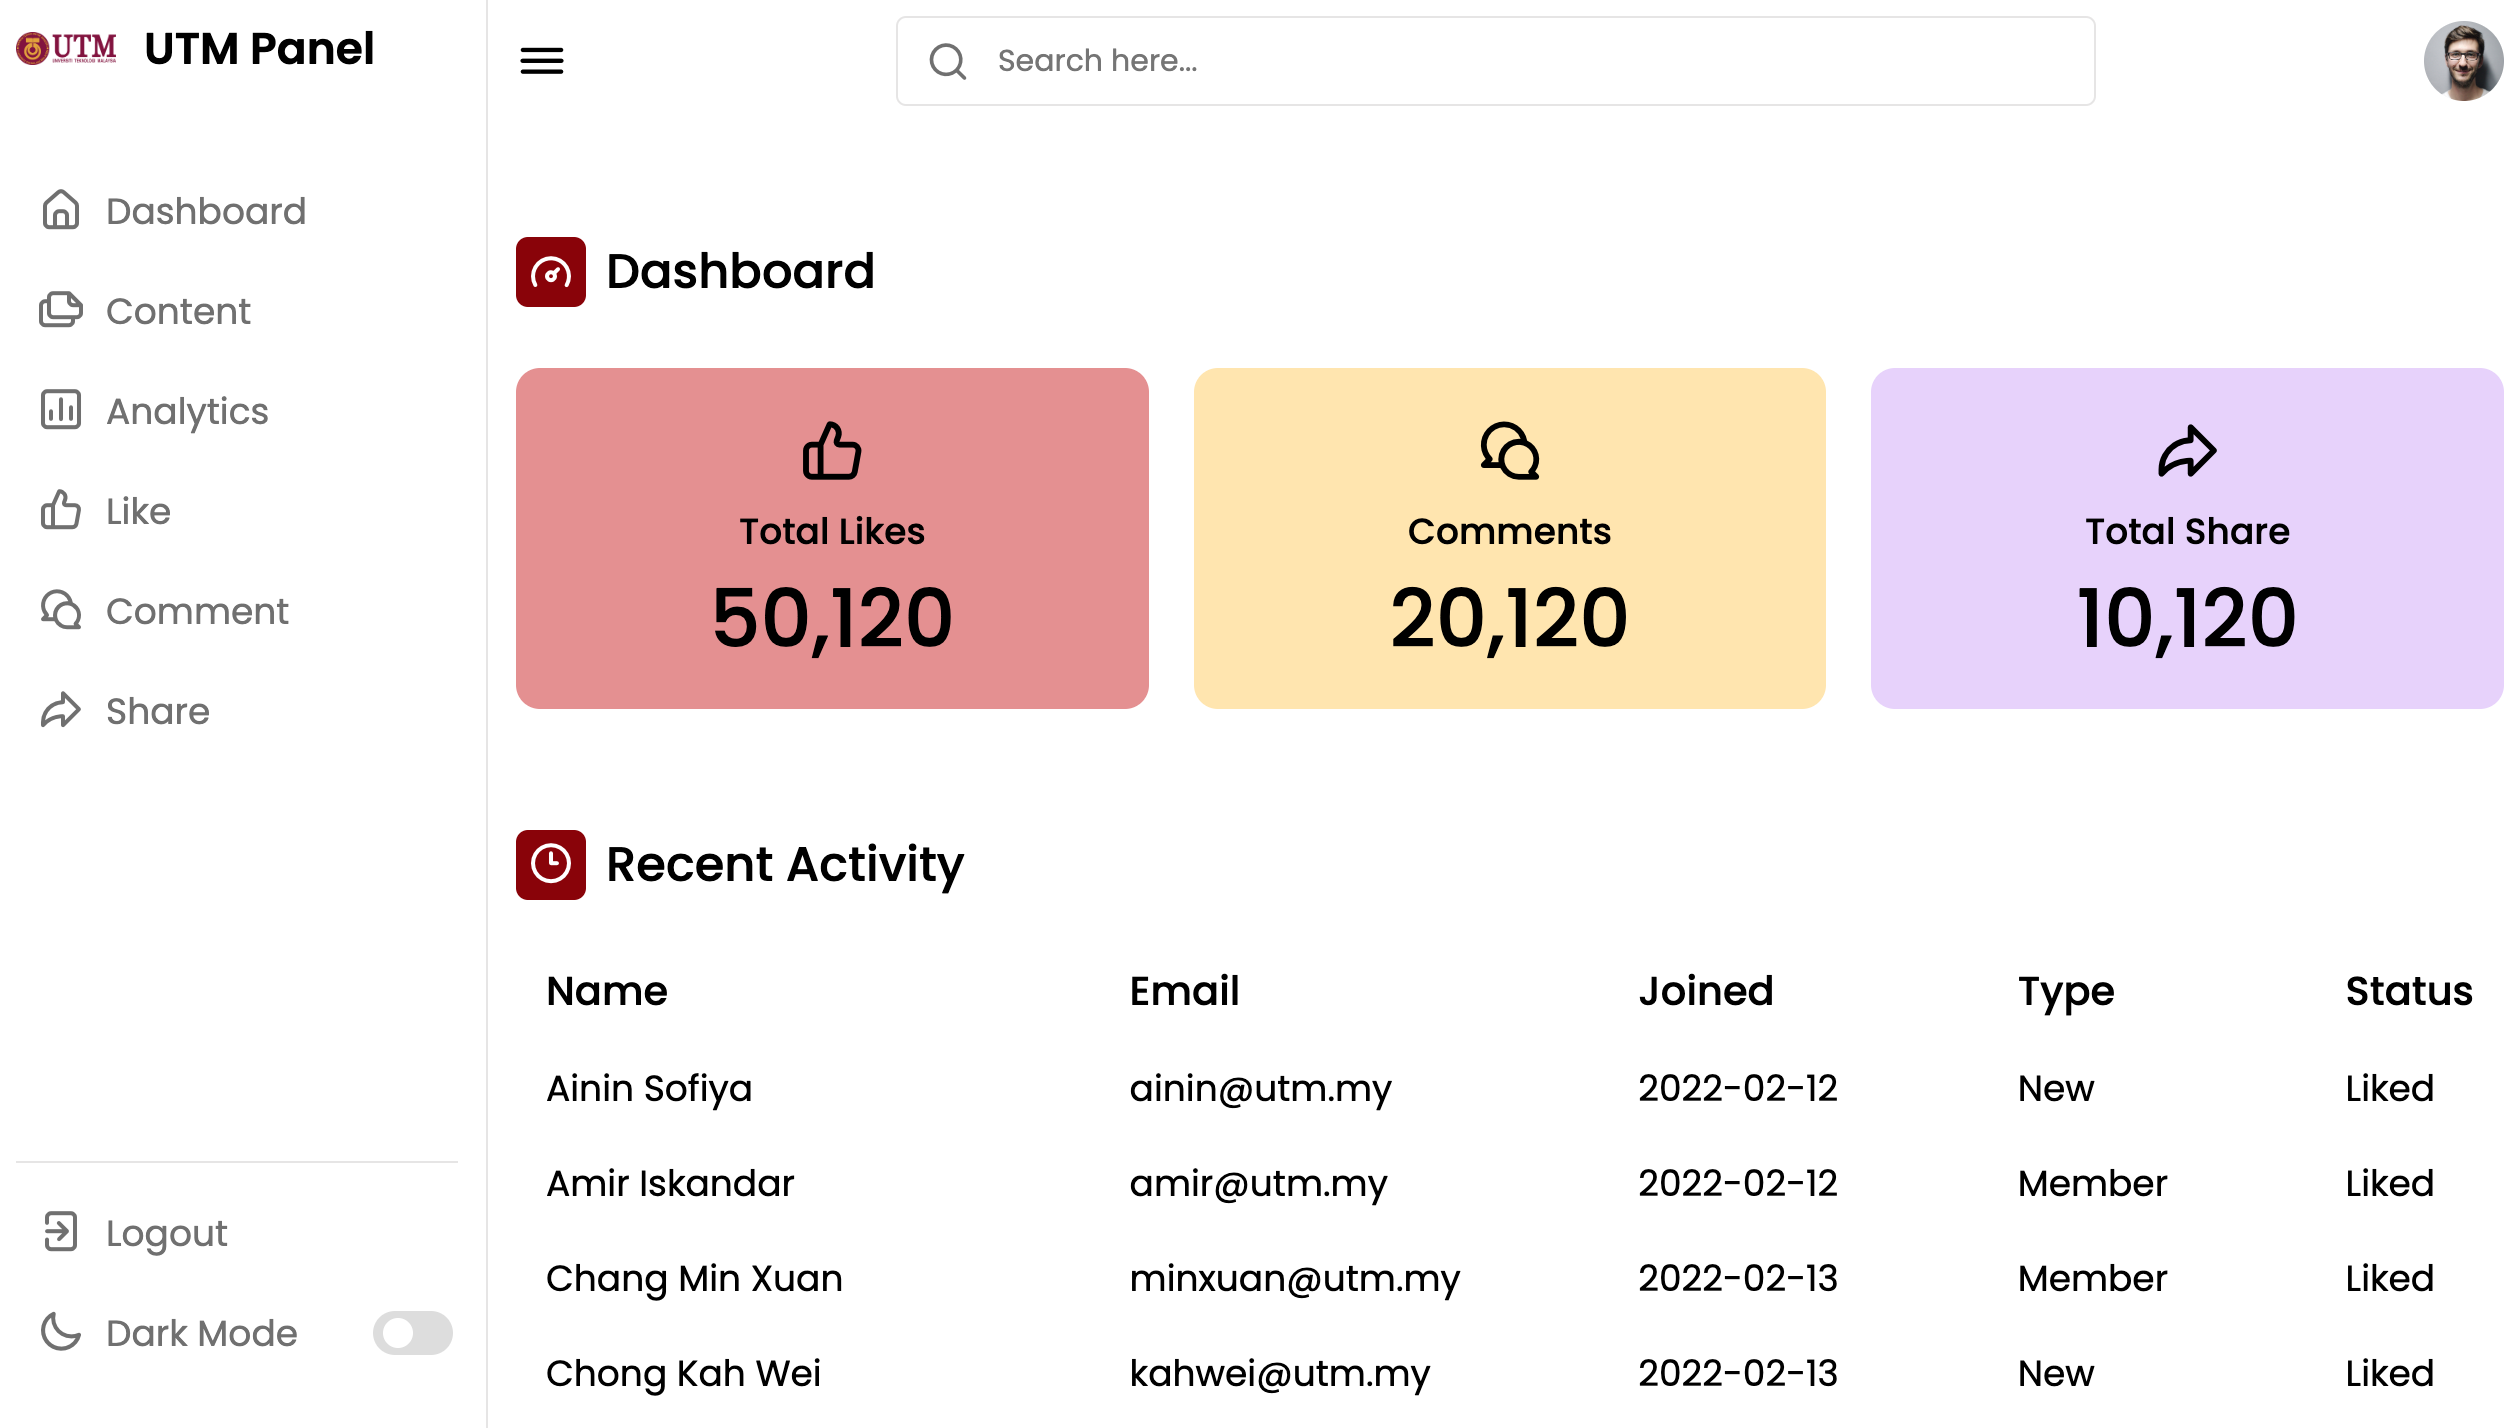 UTM
UNIVERSITI TEKNOLOGI MALAYSIA
UTM Panel
Search here...
Dashboard
Content
Analytics
Like
Comment
Share
Logout
Dark Mode
Dashboard
Total Likes
50,120
Comments
20,120
Total Share
10,120
Recent Activity
Name Email Joined Type Status
Ainin Sofiya ainin@utm.my 2022-02-12 New Liked
Amir Iskandar amir@utm.my 2022-02-12 Member Liked
Chang Min Xuan minxuan@utm.my 2022-02-13 Member Liked
Chong Kah Wei kahwei@utm.my 2022-02-13 New Liked